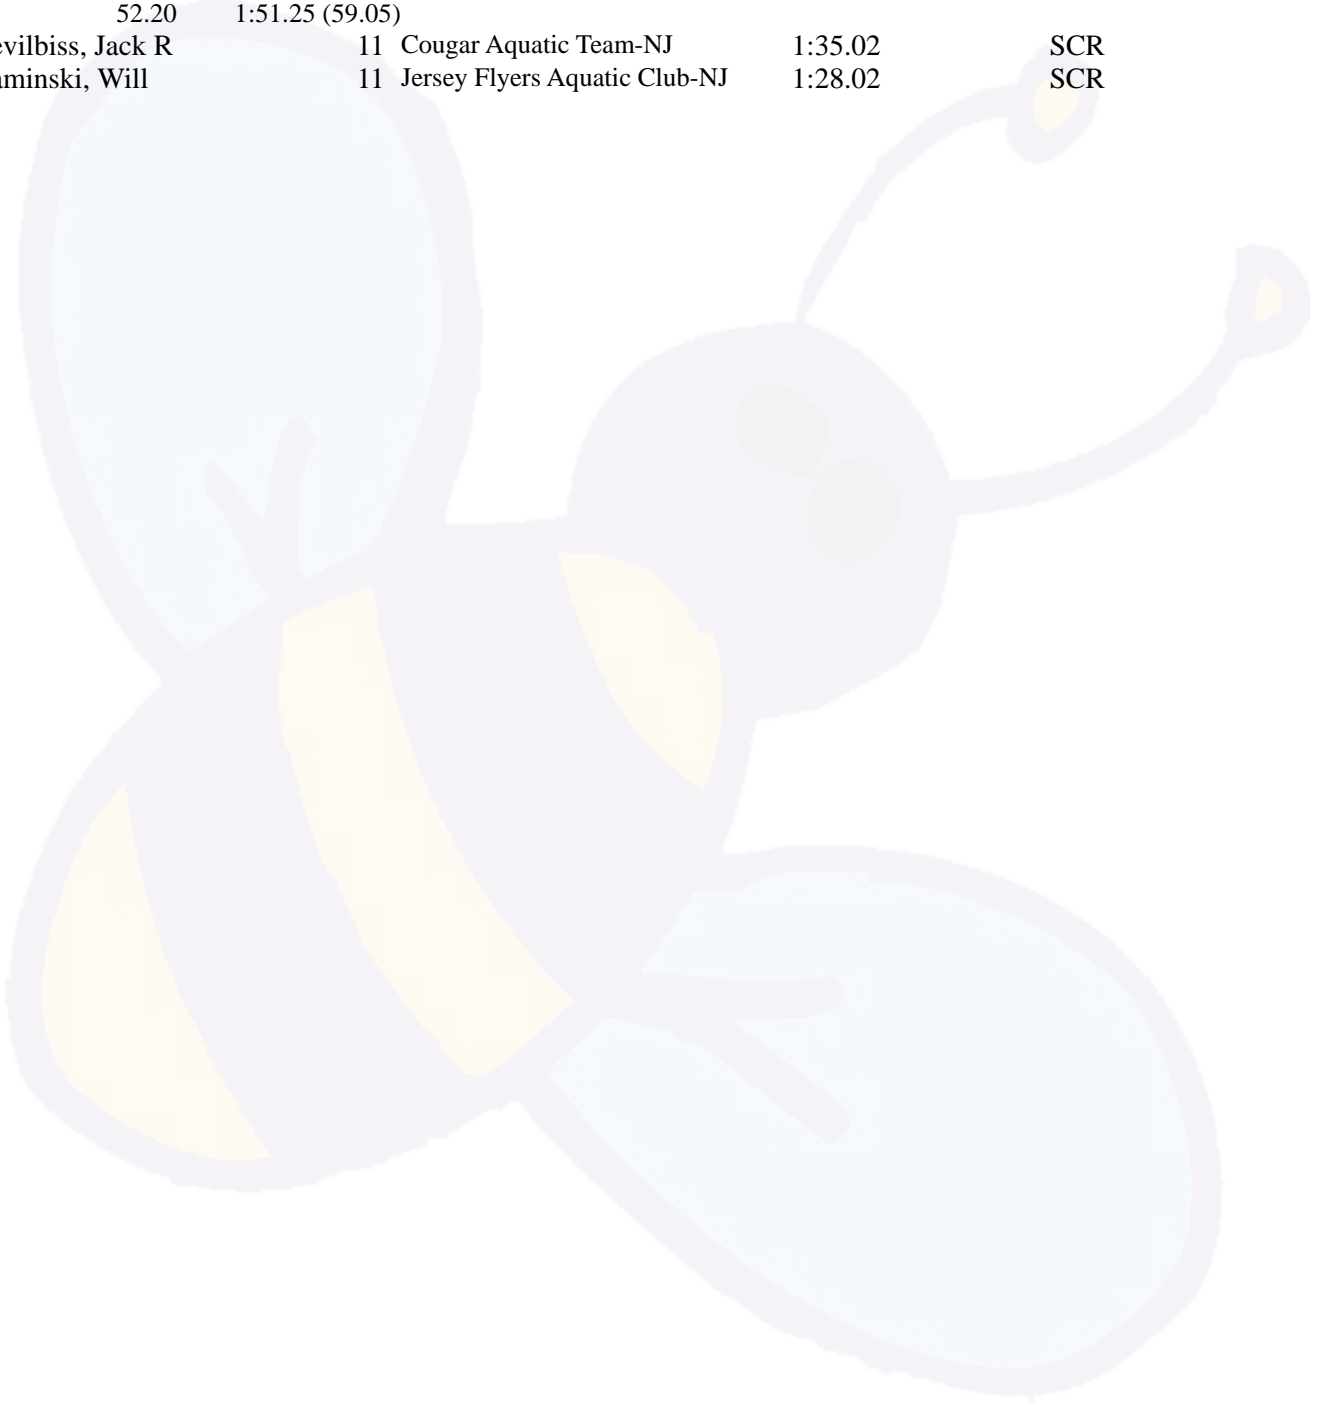 52.20 1:51.25 (59.05)
evilbiss, Jack R 11 Cougar Aquatic Team-NJ 1:35.02 SCR
aminski, Will 11 Jersey Flyers Aquatic Club-NJ 1:28.02 SCR